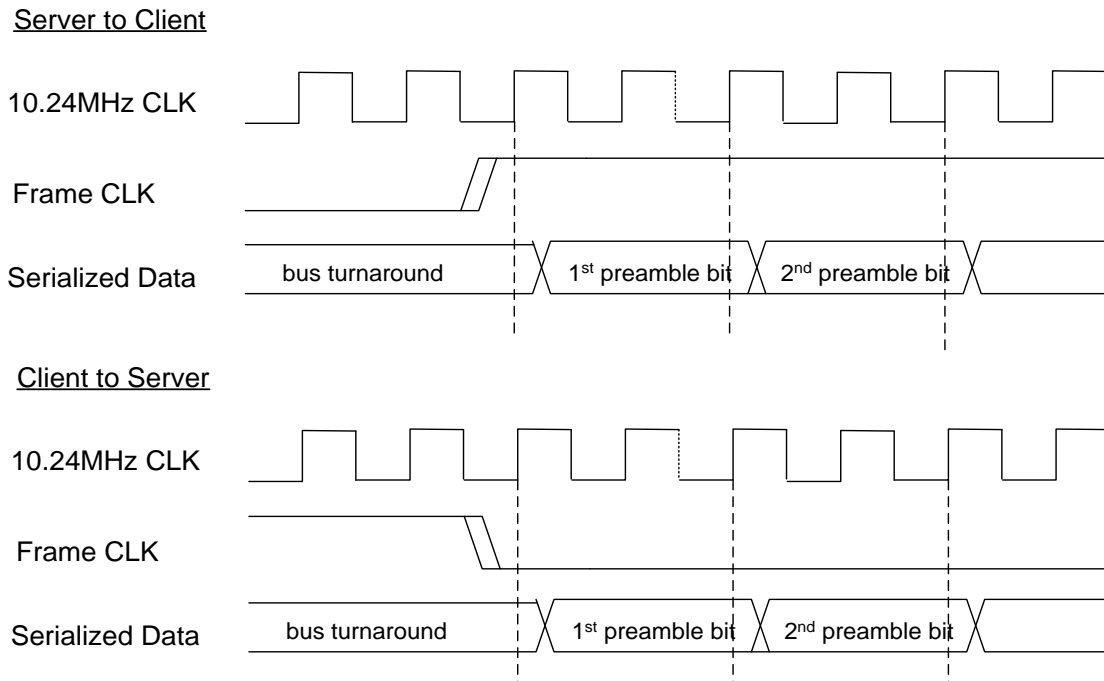 Server to Client
10.24MHz CLK
Frame CLK
Serialized Data
bus turnaround
1st preamble bit
2nd preamble bit
Client to Server
10.24MHz CLK
Frame CLK
Serialized Data
bus turnaround
1st preamble bit
2nd preamble bit